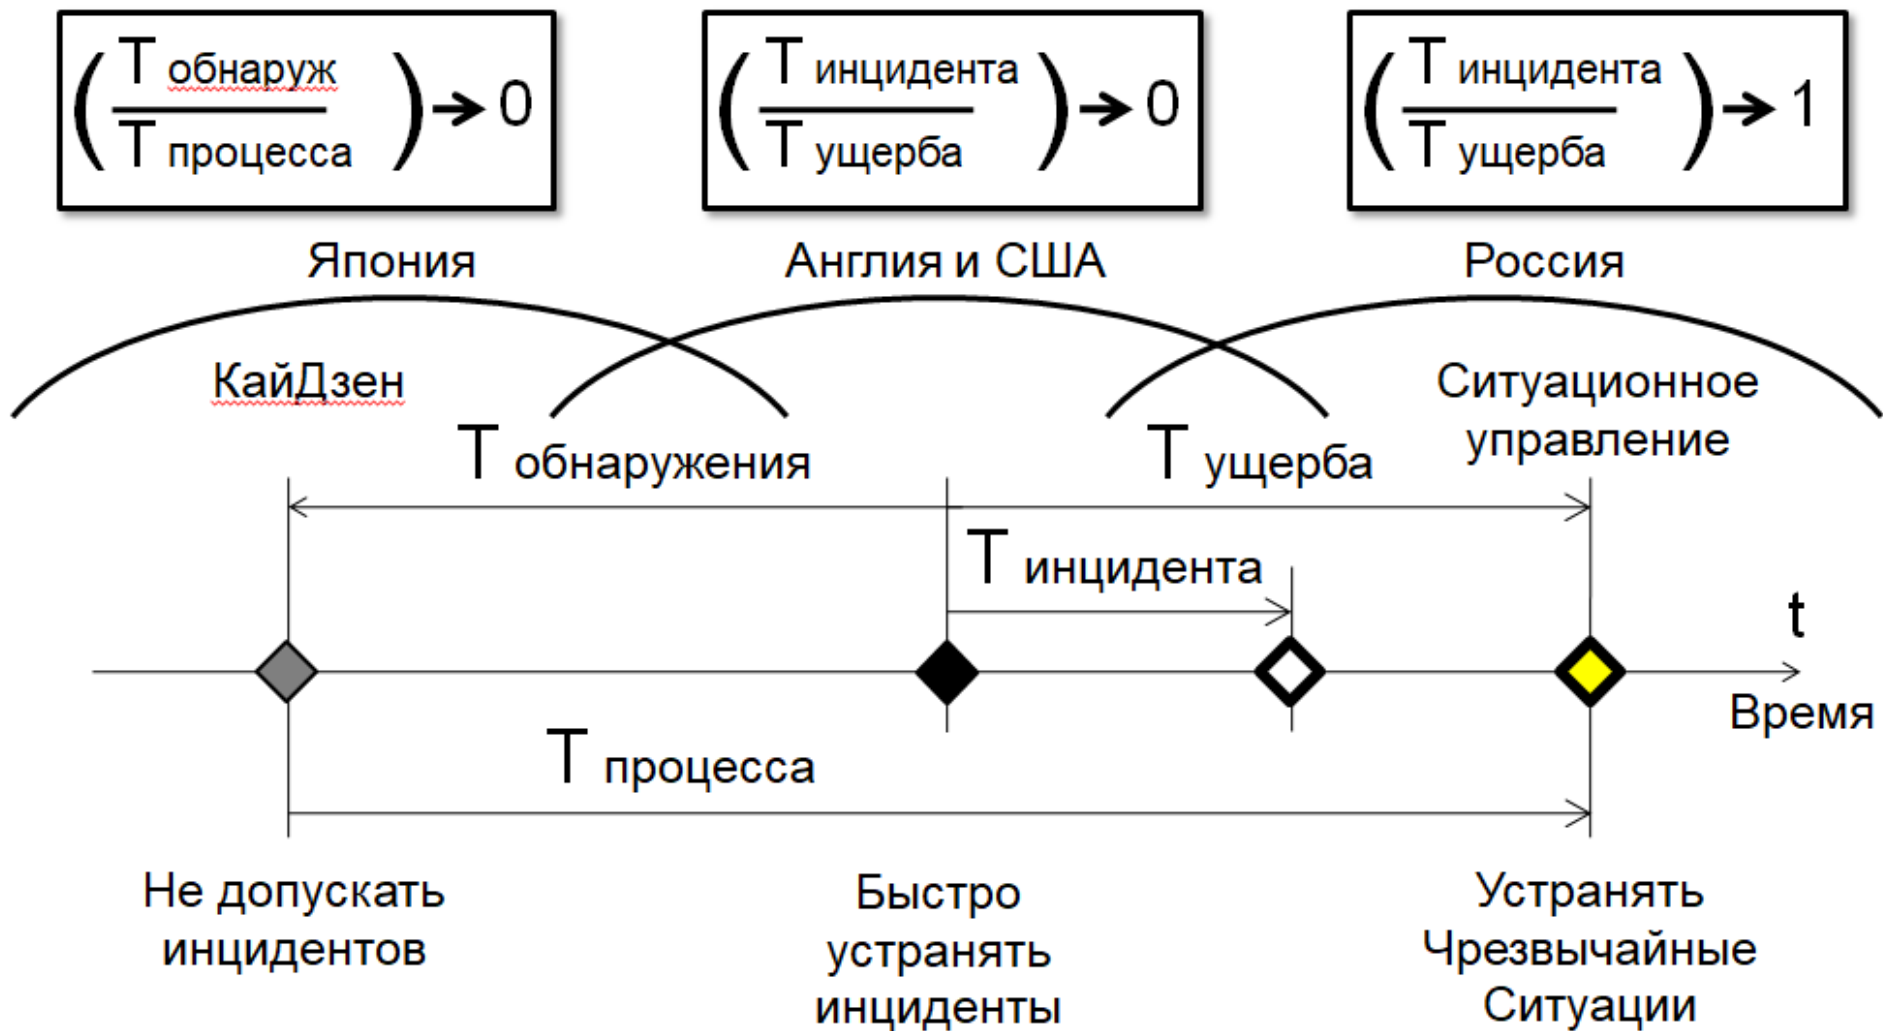 ( Т обнаруж / Т процесса ) → 0
( Т инцидента / Т ущерба ) → 0
( Т инцидента / Т ущерба ) → 1
Япония
Англия и США
Россия
КайДзен
Ситуационное
управление
Т обнаружения
Т ущерба
Т инцидента
t
Время
Т процесса
Не допускать
инцидентов
Быстро
устранять
инциденты
Устранять
Чрезвычайные
Ситуации